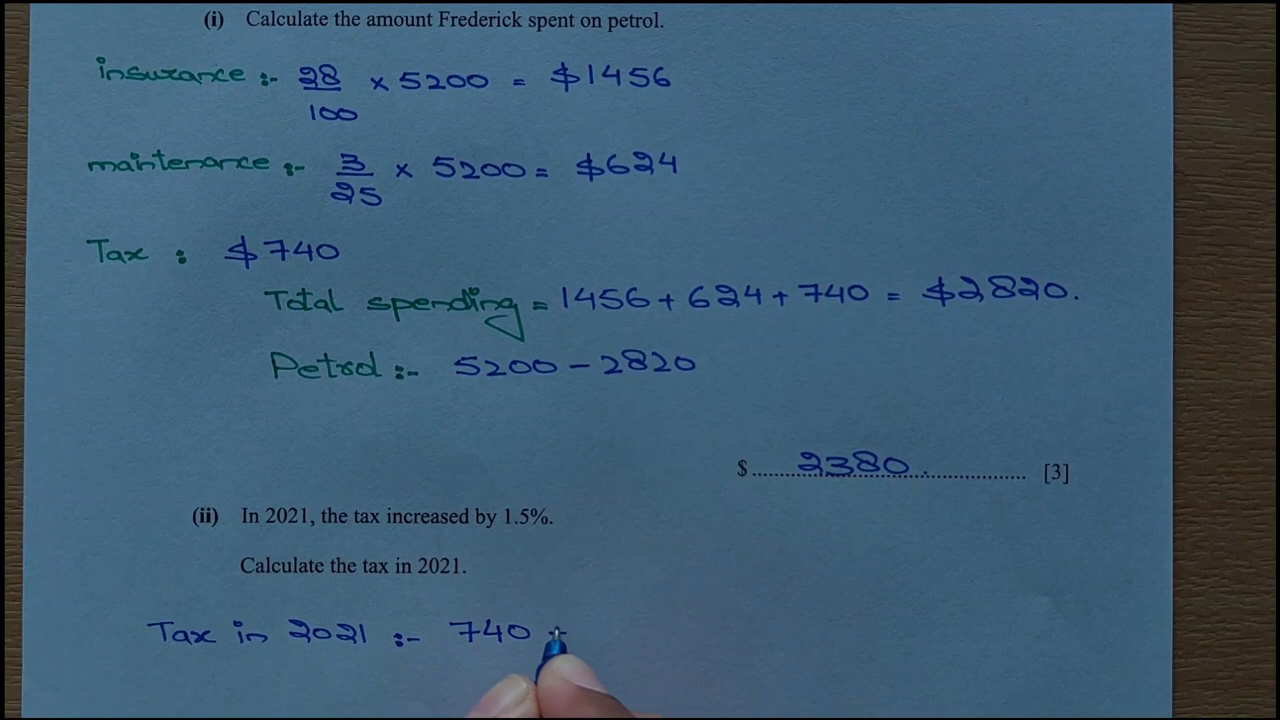 (i) Calculate the amount Frederick spent on petrol.
insurance :- 28/100 × 5200 = $1456
maintenance :- 3/25 × 5200 = $624
Tax : $740
Total spending = 1456 + 624 + 740 = $2820.
Petrol :- 5200 - 2820
$ ........ 2380 ........ [3]
(ii) In 2021, the tax increased by 1.5%.
Calculate the tax in 2021.
Tax in 2021 :- 740 +